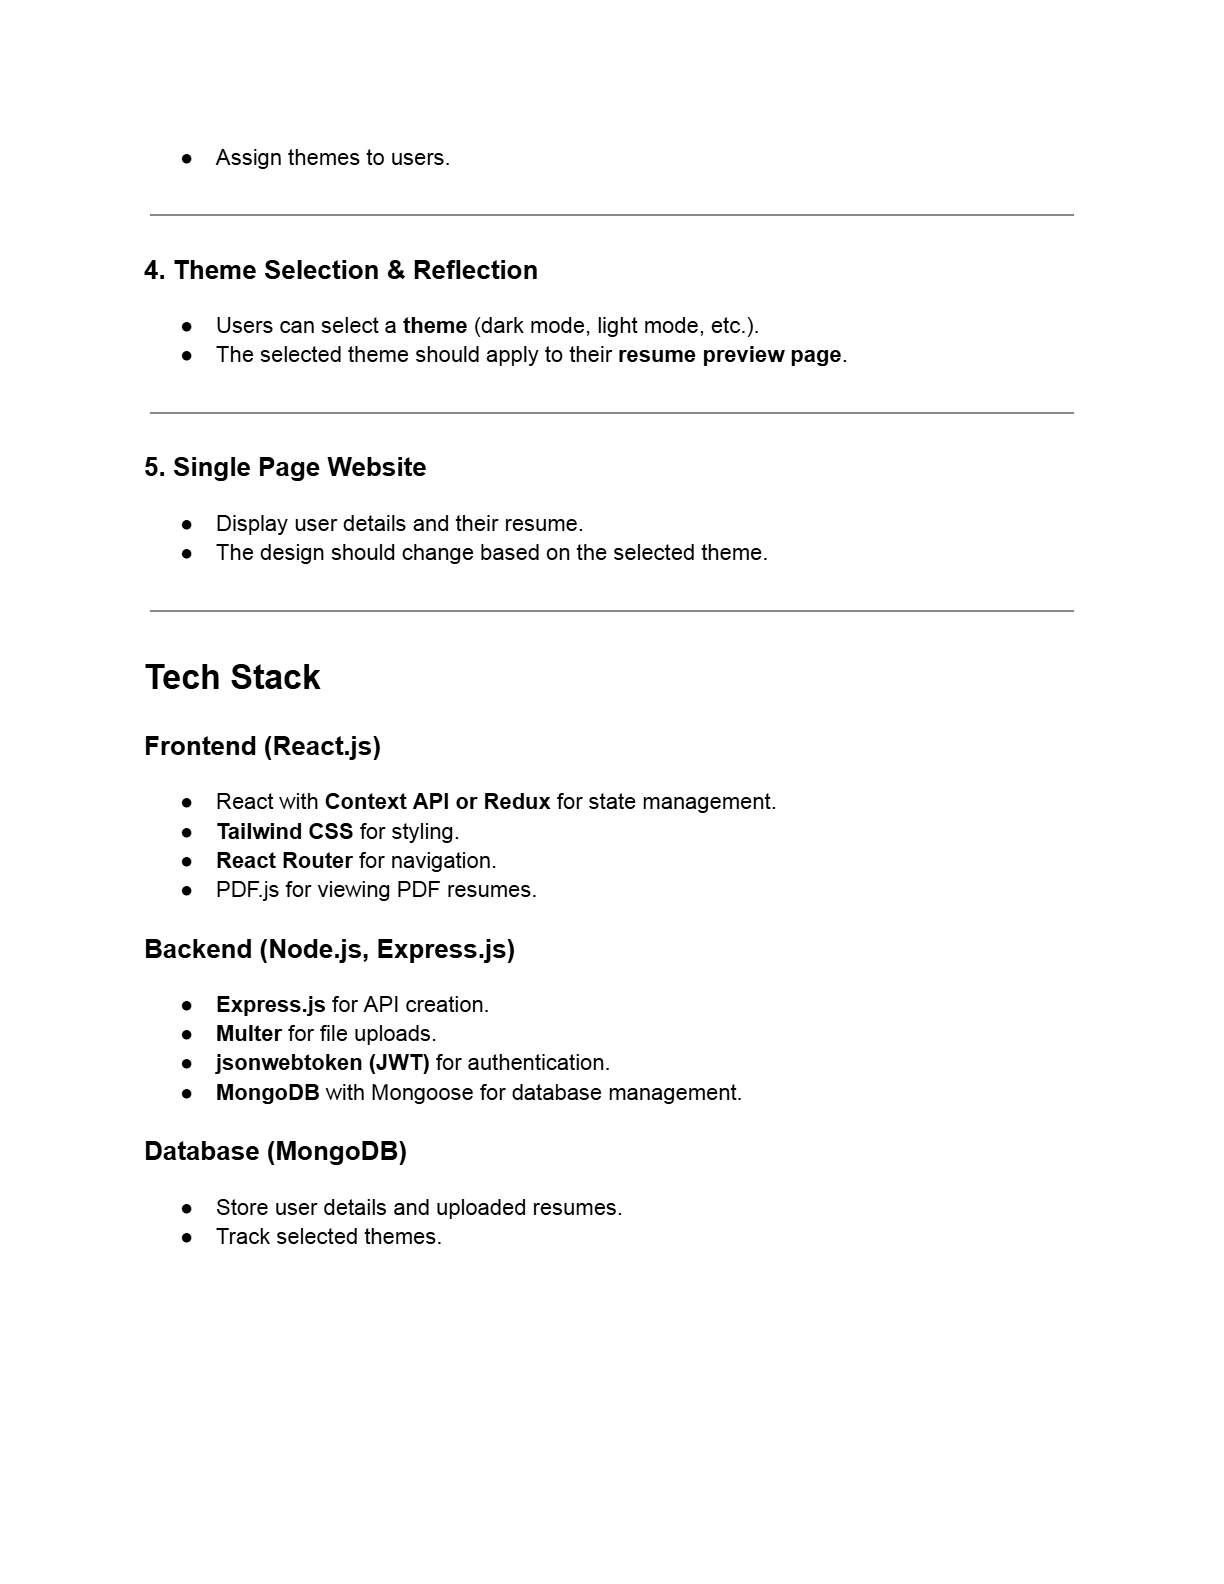 ● Assign themes to users.
4. Theme Selection & Reflection
● Users can select a theme (dark mode, light mode, etc.).
● The selected theme should apply to their resume preview page.
5. Single Page Website
● Display user details and their resume.
● The design should change based on the selected theme.
Tech Stack
Frontend (React.js)
● React with Context API or Redux for state management.
● Tailwind CSS for styling.
● React Router for navigation.
● PDF.js for viewing PDF resumes.
Backend (Node.js, Express.js)
● Express.js for API creation.
● Multer for file uploads.
● jsonwebtoken (JWT) for authentication.
● MongoDB with Mongoose for database management.
Database (MongoDB)
● Store user details and uploaded resumes.
● Track selected themes.